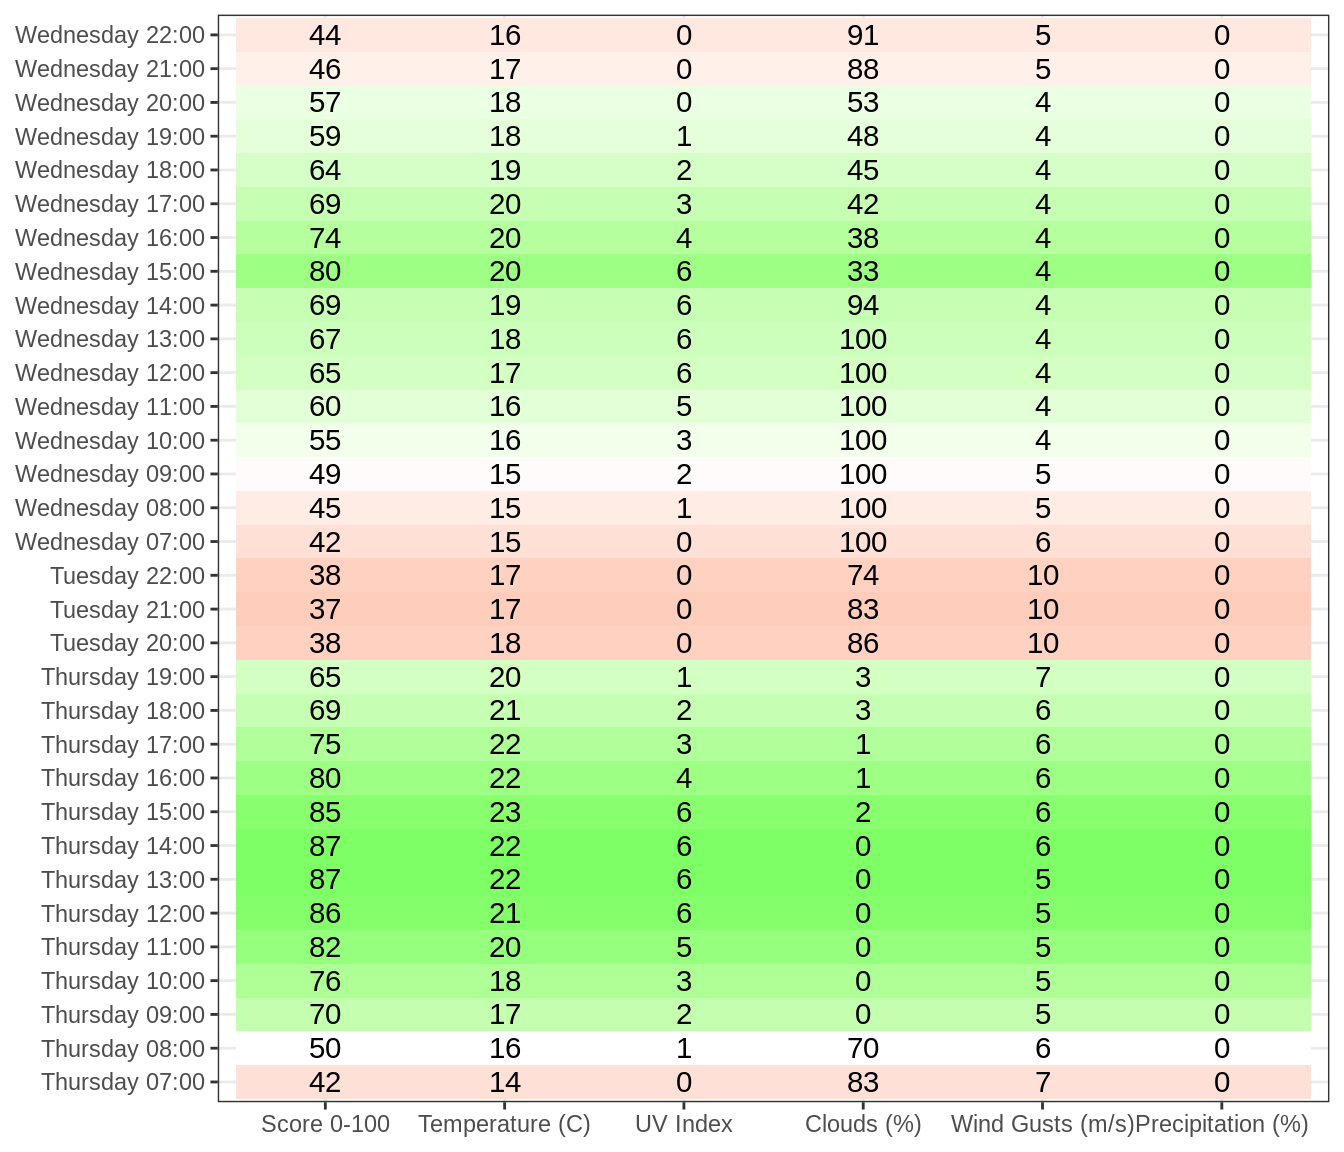 Wednesday 22:00 44 16 0 91 5 0
Wednesday 21:00 46 17 0 88 5 0
Wednesday 20:00 57 18 0 53 4 0
Wednesday 19:00 59 18 1 48 4 0
Wednesday 18:00 64 19 2 45 4 0
Wednesday 17:00 69 20 3 42 4 0
Wednesday 16:00 74 20 4 38 4 0
Wednesday 15:00 80 20 6 33 4 0
Wednesday 14:00 69 19 6 94 4 0
Wednesday 13:00 67 18 6 100 4 0
Wednesday 12:00 65 17 6 100 4 0
Wednesday 11:00 60 16 5 100 4 0
Wednesday 10:00 55 16 3 100 4 0
Wednesday 09:00 49 15 2 100 5 0
Wednesday 08:00 45 15 1 100 5 0
Wednesday 07:00 42 15 0 100 6 0
Tuesday 22:00 38 17 0 74 10 0
Tuesday 21:00 37 17 0 83 10 0
Tuesday 20:00 38 18 0 86 10 0
Thursday 19:00 65 20 1 3 7 0
Thursday 18:00 69 21 2 3 6 0
Thursday 17:00 75 22 3 1 6 0
Thursday 16:00 80 22 4 1 6 0
Thursday 15:00 85 23 6 2 6 0
Thursday 14:00 87 22 6 0 6 0
Thursday 13:00 87 22 6 0 5 0
Thursday 12:00 86 21 6 0 5 0
Thursday 11:00 82 20 5 0 5 0
Thursday 10:00 76 18 3 0 5 0
Thursday 09:00 70 17 2 0 5 0
Thursday 08:00 50 16 1 70 6 0
Thursday 07:00 42 14 0 83 7 0
Score 0-100 Temperature (C) UV Index Clouds (%) Wind Gusts (m/s) Precipitation (%)